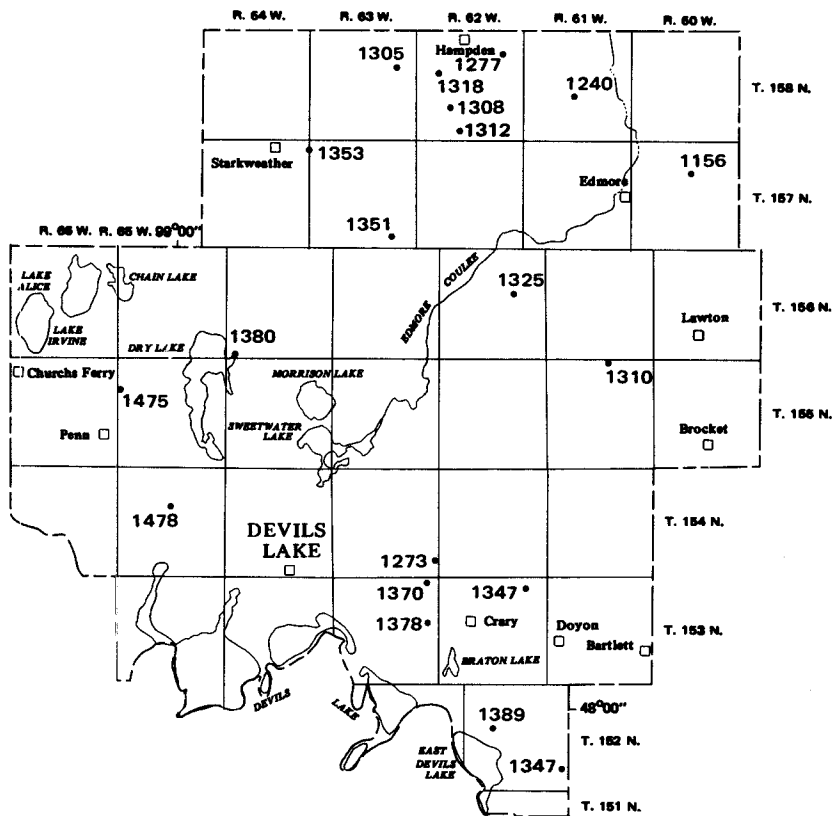 R. 64 W. R. 63 W. R. 62 W. R. 61 W. R. 60 W.
Hampden
1305
1277
1318
1240
T. 158 N.
1308
1312
Starkweather
1353
1156
Edmore
T. 157 N.
1351
R. 66 W. R. 65 W. 99°00"
LAKE ALICE
CHAIN LAKE
EDMORE COULEE
1325
LAKE IRVINE
T. 156 N.
Lawton
DRY LAKE
1380
Churchs Ferry
MORRISON LAKE
1310
1475
T. 155 N.
SWEETWATER LAKE
Penn
Brocket
1478
DEVILS
LAKE
T. 154 N.
1273
1370
1347
1378
Crary
Doyon
Bartlett
T. 153 N.
BRATON LAKE
DEVILS LAKE
48°00"
1389
T. 152 N.
EAST
DEVILS
LAKE
1347
T. 151 N.